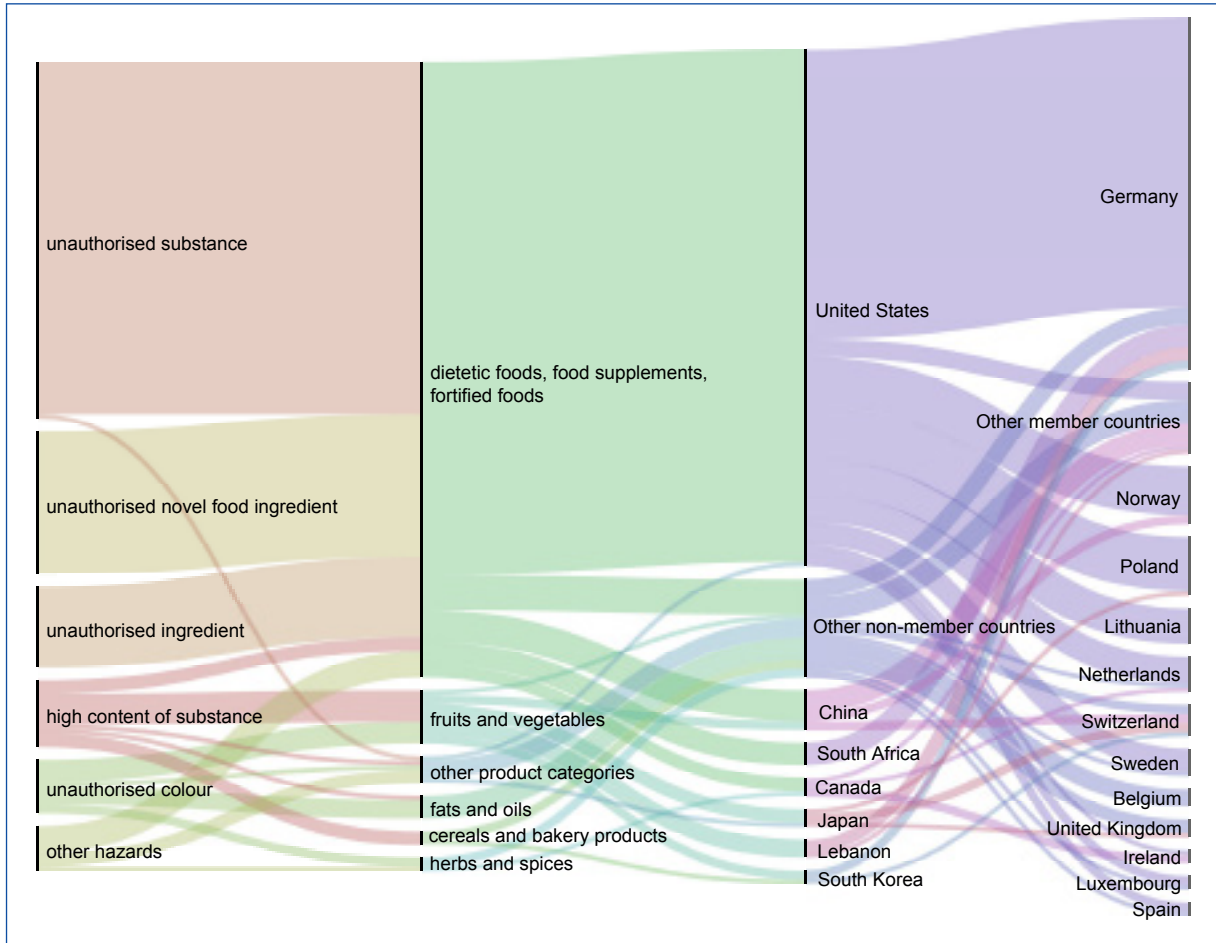 unauthorised substance
unauthorised novel food ingredient
unauthorised ingredient
high content of substance
unauthorised colour
other hazards
dietetic foods, food supplements,
fortified foods
fruits and vegetables
other product categories
fats and oils
cereals and bakery products
herbs and spices
United States
Other non-member countries
China
South Africa
Canada
Japan
Lebanon
South Korea
Germany
Other member countries
Norway
Poland
Lithuania
Netherlands
Switzerland
Sweden
Belgium
United Kingdom
Ireland
Luxembourg
Spain